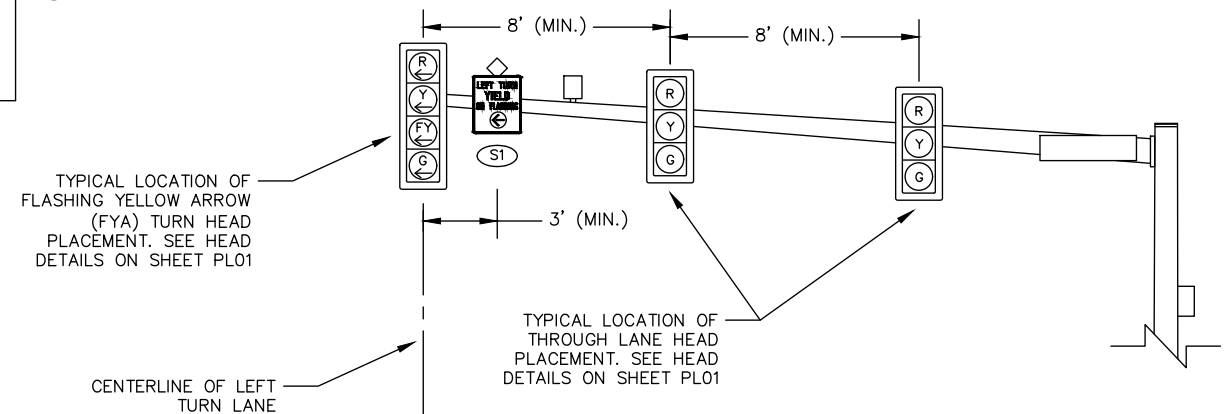 8' (MIN.)
8' (MIN.)
R
Y
FY
G
LEFT TURN
YIELD
ON FLASHING
S1
R
Y
G
R
Y
G
3' (MIN.)
TYPICAL LOCATION OF
FLASHING YELLOW ARROW
(FYA) TURN HEAD
PLACEMENT. SEE HEAD
DETAILS ON SHEET PL01
TYPICAL LOCATION OF
THROUGH LANE HEAD
PLACEMENT. SEE HEAD
DETAILS ON SHEET PL01
CENTERLINE OF LEFT
TURN LANE